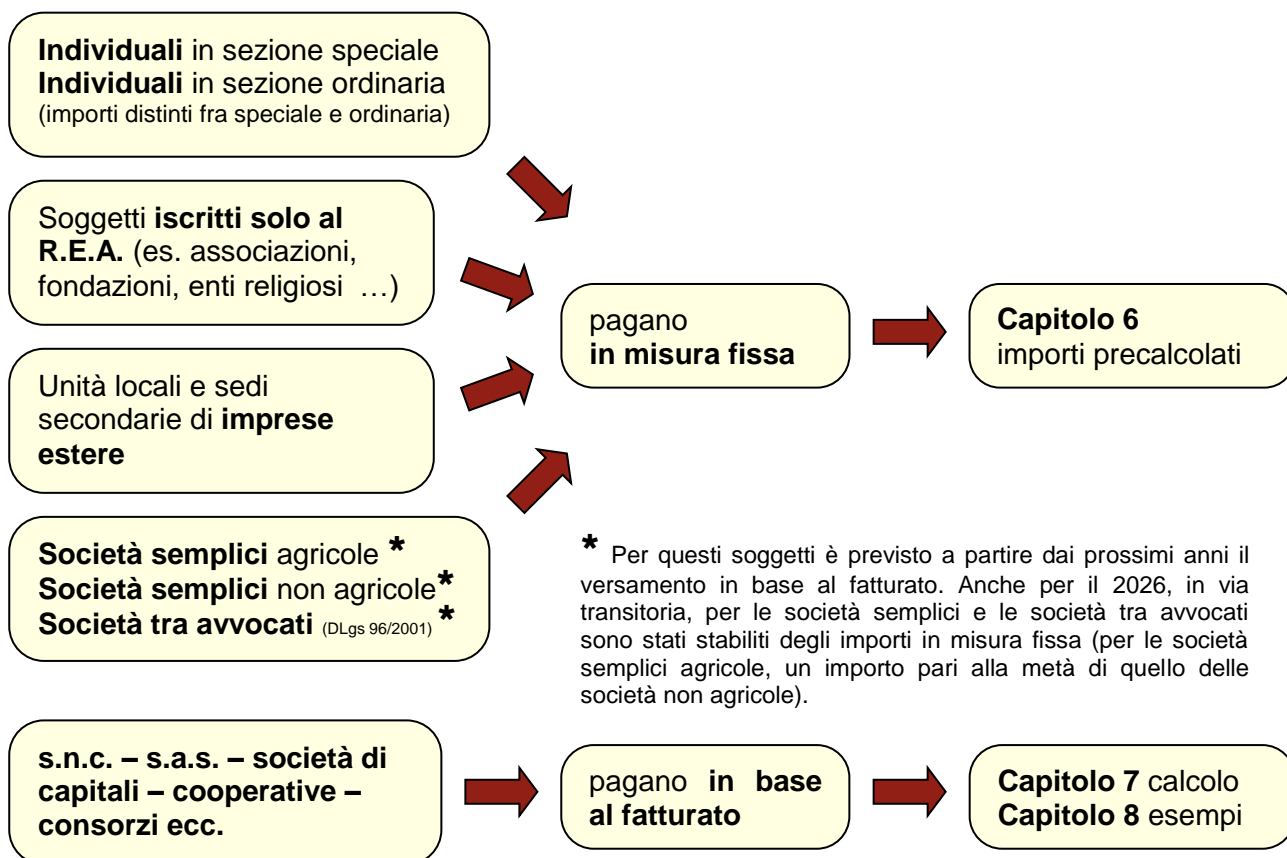 Individuali in sezione speciale
Individuali in sezione ordinaria
(importi distinti fra speciale e ordinaria)
Soggetti iscritti solo al
R.E.A. (es. associazioni,
fondazioni, enti religiosi …)
Unità locali e sedi
secondarie di imprese
estere
Società semplici agricole *
Società semplici non agricole*
Società tra avvocati (DLgs 96/2001) *
pagano
in misura fissa
Capitolo 6
importi precalcolati
* Per questi soggetti è previsto a partire dai prossimi anni il
versamento in base al fatturato. Anche per il 2026, in via
transitoria, per le società semplici e le società tra avvocati
sono stati stabiliti degli importi in misura fissa (per le società
semplici agricole, un importo pari alla metà di quello delle
società non agricole).
s.n.c. – s.a.s. – società di
capitali – cooperative –
consorzi ecc.
pagano in base
al fatturato
Capitolo 7 calcolo
Capitolo 8 esempi